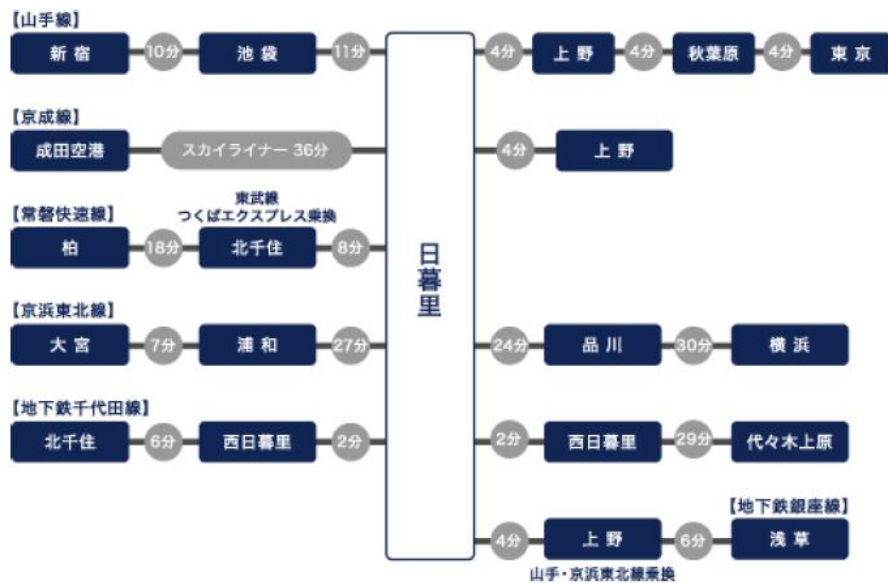 【山手線】
新宿 10分 池袋 11分 4分 上野 4分 秋葉原 4分 東京
【京成線】
成田空港 スカイライナー 36分 4分 上野
東武線
【常磐快速線】 つくばエクスプレス乗換
柏 18分 北千住 8分
日暮里
【京浜東北線】
大宮 7分 浦和 27分 24分 品川 30分 横浜
【地下鉄千代田線】
北千住 6分 西日暮里 2分 2分 西日暮里 29分 代々木上原
【地下鉄銀座線】
4分 上野 6分 浅草
山手・京浜東北線乗換